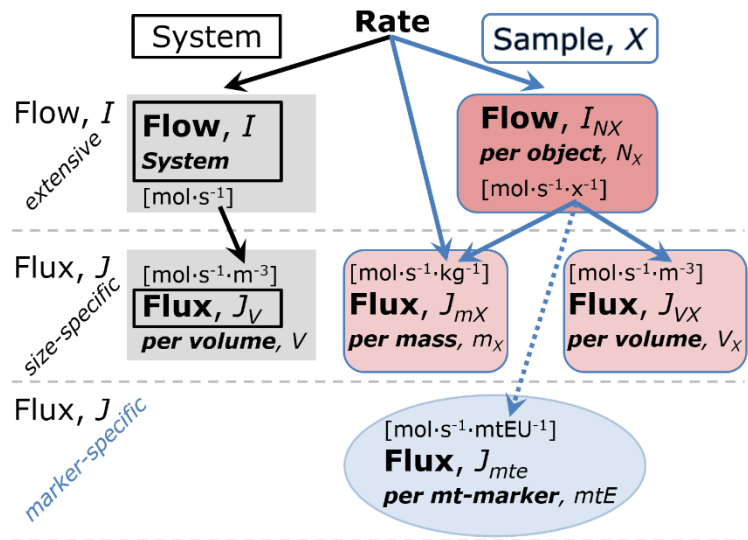 Rate
System
Sample, X
Flow, I
extensive
Flow, I
System
[mol·s⁻¹]
Flow, I_NX
per object, N_X
[mol·s⁻¹·x⁻¹]
Flux, J
size-specific
[mol·s⁻¹·m⁻³]
Flux, J_V
per volume, V
[mol·s⁻¹·kg⁻¹]
Flux, J_mX
per mass, m_X
[mol·s⁻¹·m⁻³]
Flux, J_VX
per volume, V_X
Flux, J
marker-specific
[mol·s⁻¹·mtEU⁻¹]
Flux, J_mte
per mt-marker, mtE